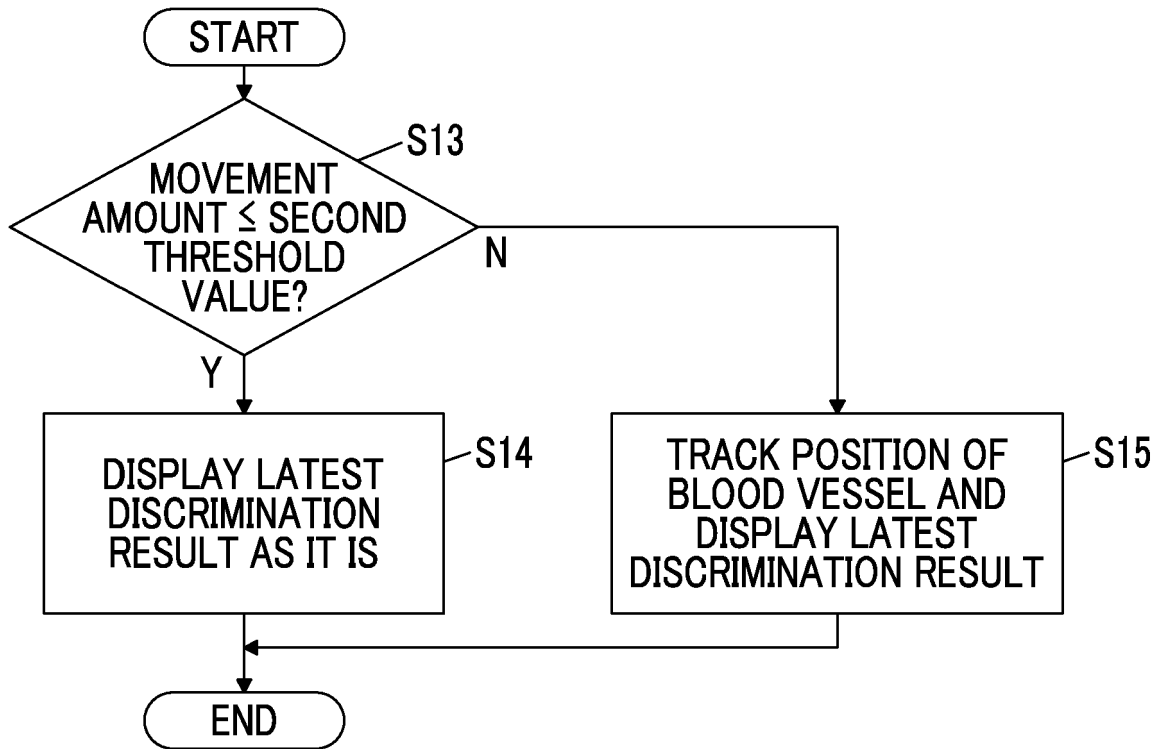 START
S13
MOVEMENT
AMOUNT ≦ SECOND
THRESHOLD
VALUE?
N
Y
S14
DISPLAY LATEST
DISCRIMINATION
RESULT AS IT IS
S15
TRACK POSITION OF
BLOOD VESSEL AND
DISPLAY LATEST
DISCRIMINATION RESULT
END